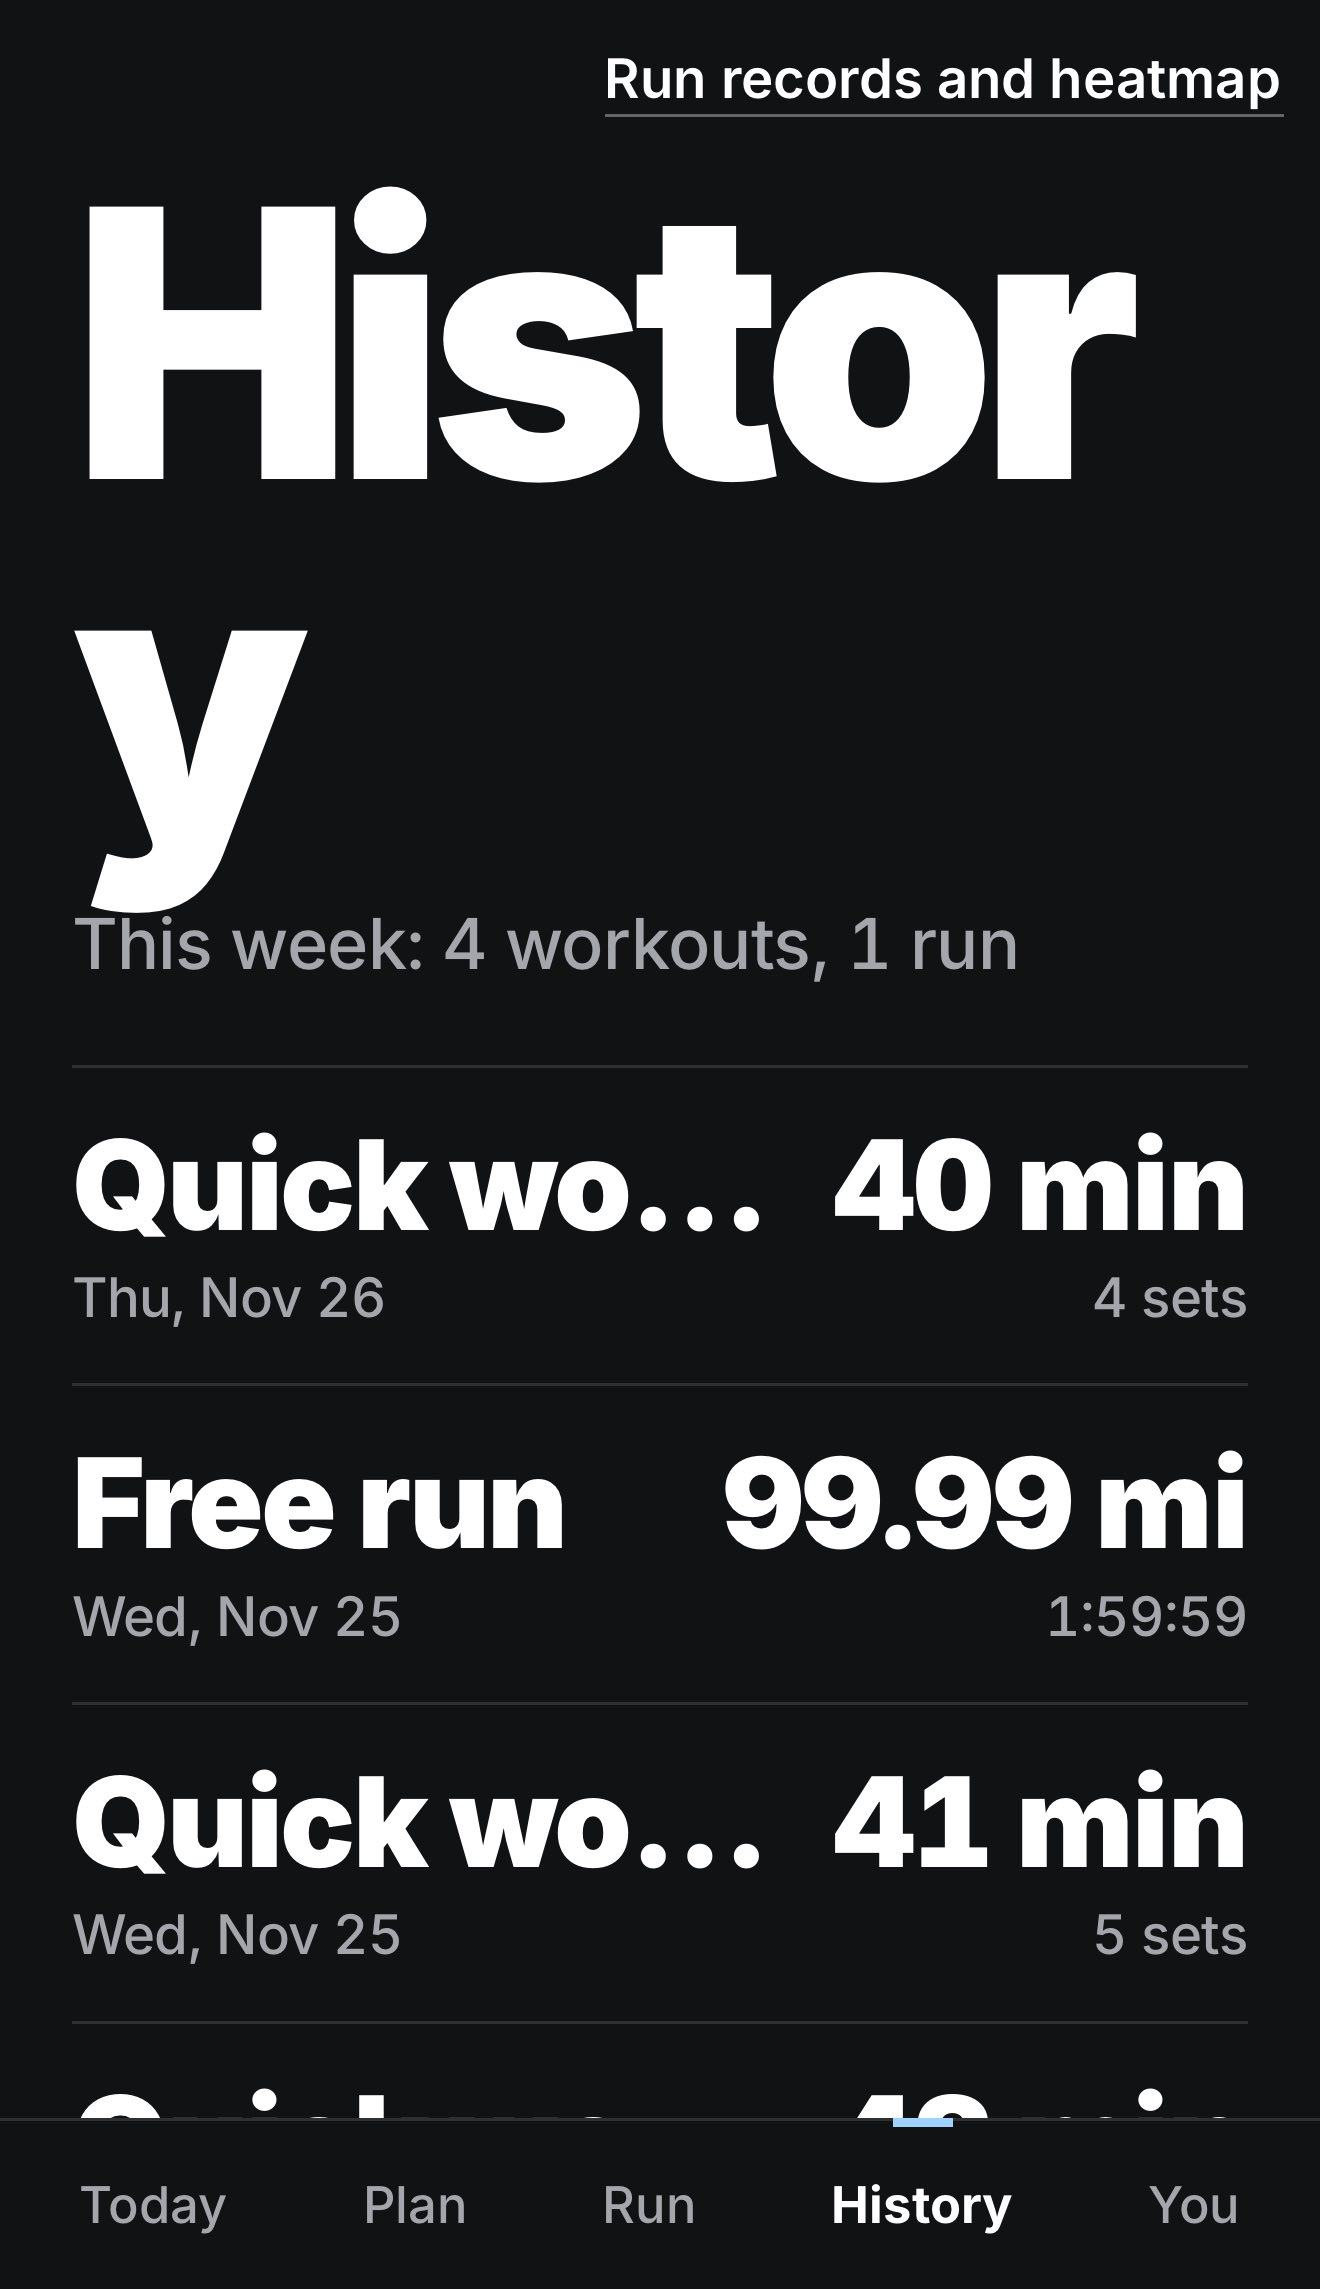 Run records and heatmap
Histor
y
This week: 4 workouts, 1 run
Quick wo… 40 min
Thu, Nov 26 4 sets
Free run 99.99 mi
Wed, Nov 25 1:59:59
Quick wo… 41 min
Wed, Nov 25 5 sets
Today Plan Run History You